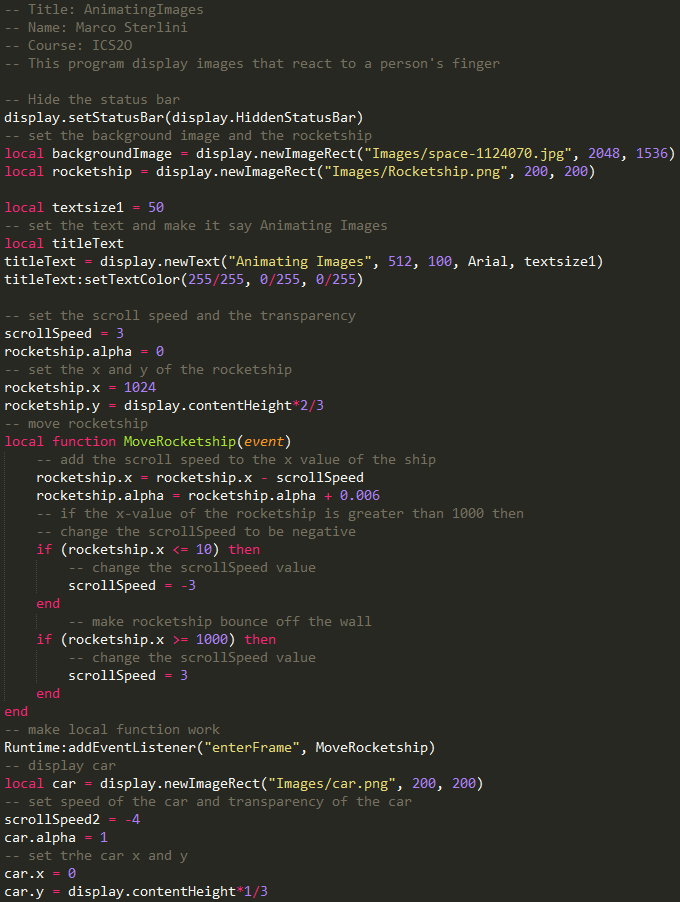 -- Title: AnimatingImages
-- Name: Marco Sterlini
-- Course: ICS2O
-- This program display images that react to a person's finger

-- Hide the status bar
display.setStatusBar(display.HiddenStatusBar)
-- set the background image and the rocketship
local backgroundImage = display.newImageRect("Images/space-1124070.jpg", 2048, 1536)
local rocketship = display.newImageRect("Images/Rocketship.png", 200, 200)

local textsize1 = 50
-- set the text and make it say Animating Images
local titleText
titleText = display.newText("Animating Images", 512, 100, Arial, textsize1)
titleText:setTextColor(255/255, 0/255, 0/255)

-- set the scroll speed and the transparency
scrollSpeed = 3
rocketship.alpha = 0
-- set the x and y of the rocketship
rocketship.x = 1024
rocketship.y = display.contentHeight*2/3
-- move rocketship
local function MoveRocketship(event)
    -- add the scroll speed to the x value of the ship
    rocketship.x = rocketship.x - scrollSpeed
    rocketship.alpha = rocketship.alpha + 0.006
    -- if the x-value of the rocketship is greater than 1000 then
    -- change the scrollSpeed to be negative
    if (rocketship.x <= 10) then
        -- change the scrollSpeed value
        scrollSpeed = -3
    end
        -- make rocketship bounce off the wall
    if (rocketship.x >= 1000) then
        -- change the scrollSpeed value
        scrollSpeed = 3
    end
end
-- make local function work
Runtime:addEventListener("enterFrame", MoveRocketship)
-- display car
local car = display.newImageRect("Images/car.png", 200, 200)
-- set speed of the car and transparency of the car
scrollSpeed2 = -4
car.alpha = 1
-- set trhe car x and y
car.x = 0
car.y = display.contentHeight*1/3